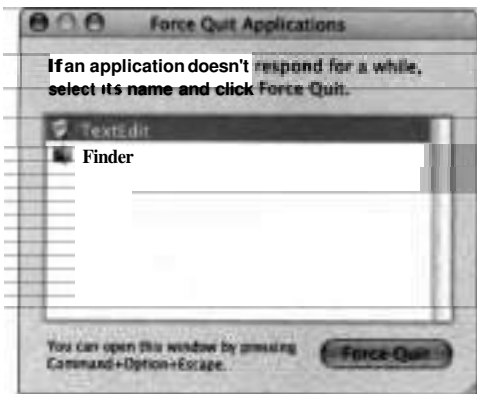 Force Quit Applications
If an application doesn't respond for a while,
select its name and click Force Quit.
TextEdit
Finder
You can open this window by pressing
Command+Option+Escape.
Force Quit